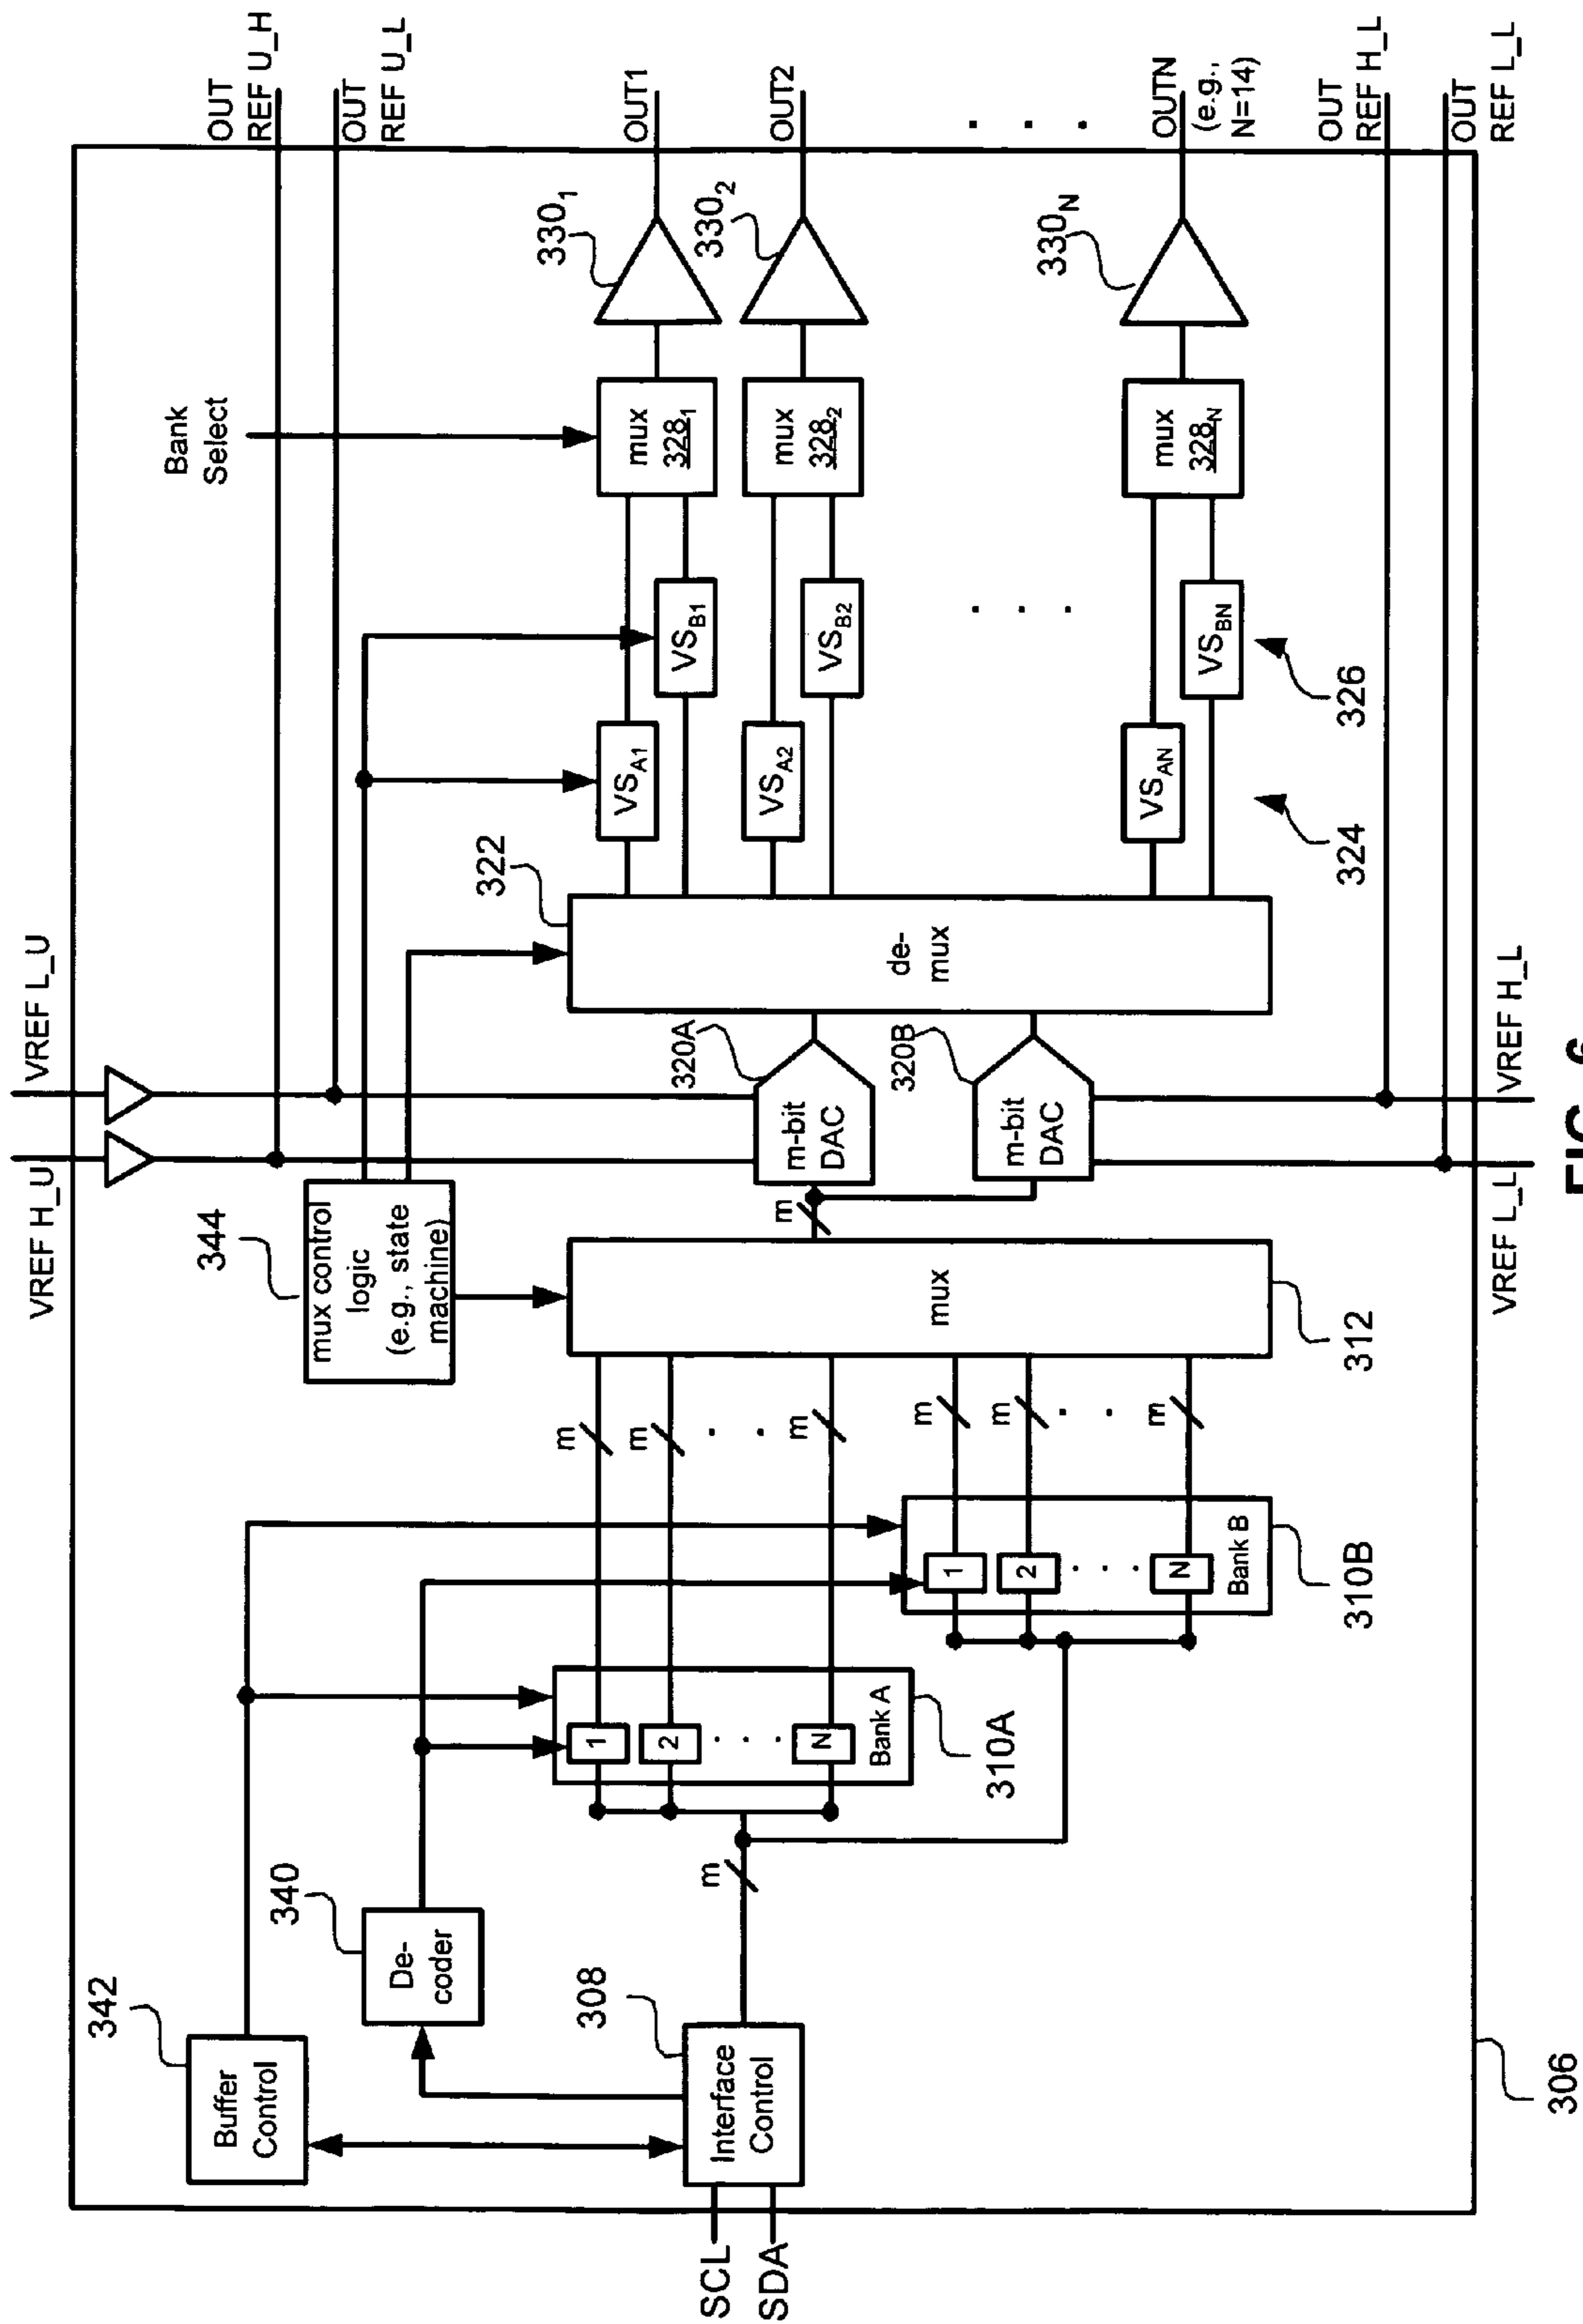 VREF H_U
VREF L_U
OUT
REF U_H
OUT
REF U_L
342
Buffer
Control
340
De-
coder
344
mux control
logic
(e.g., state
machine)
Bank
Select
308
Interface
Control
SCL
SDA
m
1
2
. . .
N
Bank A
310A
1
2
. . .
N
Bank B
310B
m
m
. .
m
m
m
. .
m
mux
312
m
m-bit
DAC
320A
m-bit
DAC
320B
322
de-
mux
VSA1
VSB1
mux
3281
3301
OUT1
VSA2
VSB2
mux
3282
3302
OUT2
. . .
. . .
VSAN
VSBN
mux
328N
330N
OUTN
(e.g.,
N=14)
324
326
OUT
REF H_L
OUT
REF L_L
VREF L_L
VREF H_L
306
FIG. 6